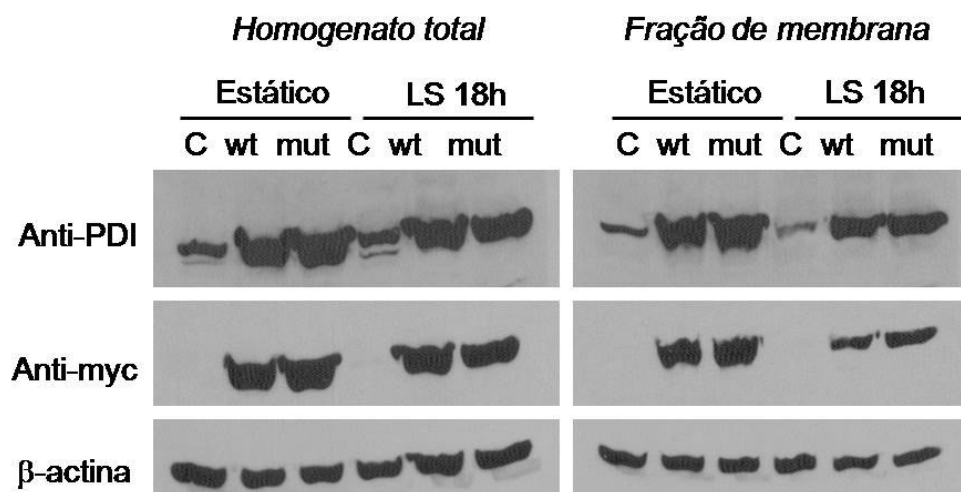 Homogenato total Fração de membrana
Estático LS 18h Estático LS 18h
C wt mut C wt mut C wt mut C wt mut
Anti-PDI
Anti-myc
β-actina